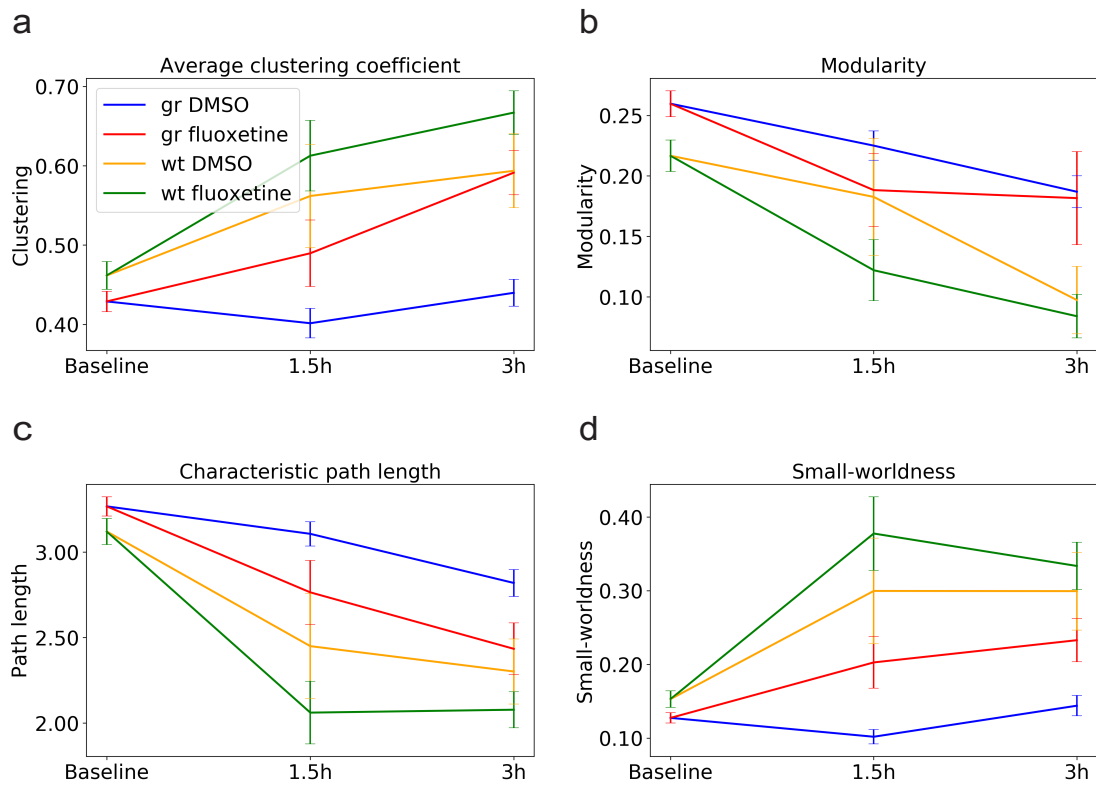 a
Average clustering coefficient
Clustering
0.70
0.60
0.50
0.40
gr DMSO
gr fluoxetine
wt DMSO
wt fluoxetine
Baseline
1.5h
3h
b
Modularity
Modularity
0.25
0.20
0.15
0.10
Baseline
1.5h
3h
c
Characteristic path length
Path length
3.00
2.50
2.00
Baseline
1.5h
3h
d
Small-worldness
Small-worldness
0.40
0.30
0.20
0.10
Baseline
1.5h
3h